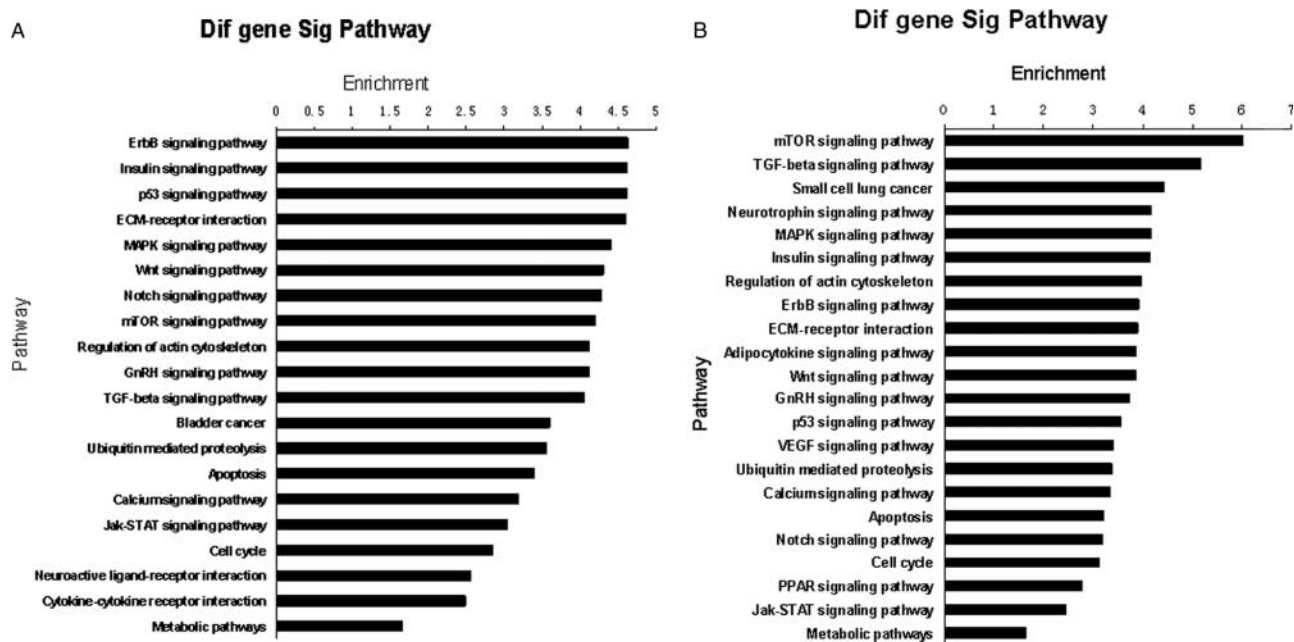 A
Dif gene Sig Pathway
Enrichment
0 0.5 1 1.5 2 2.5 3 3.5 4 4.5 5
Pathway
ErbB signaling pathway
Insulin signaling pathway
p53 signaling pathway
ECM-receptor interaction
MAPK signaling pathway
Wnt signaling pathway
Notch signaling pathway
mTOR signaling pathway
Regulation of actin cytoskeleton
GnRH signaling pathway
TGF-beta signaling pathway
Bladder cancer
Ubiquitin mediated proteolysis
Apoptosis
Calcium signaling pathway
Jak-STAT signaling pathway
Cell cycle
Neuroactive ligand-receptor interaction
Cytokine-cytokine receptor interaction
Metabolic pathways
B
Dif gene Sig Pathway
Enrichment
0 1 2 3 4 5 6 7
Pathway
mTOR signaling pathway
TGF-beta signaling pathway
Small cell lung cancer
Neurotrophin signaling pathway
MAPK signaling pathway
Insulin signaling pathway
Regulation of actin cytoskeleton
ErbB signaling pathway
ECM-receptor interaction
Adipocytokine signaling pathway
Wnt signaling pathway
GnRH signaling pathway
p53 signaling pathway
VEGF signaling pathway
Ubiquitin mediated proteolysis
Calcium signaling pathway
Apoptosis
Notch signaling pathway
Cell cycle
PPAR signaling pathway
Jak-STAT signaling pathway
Metabolic pathways